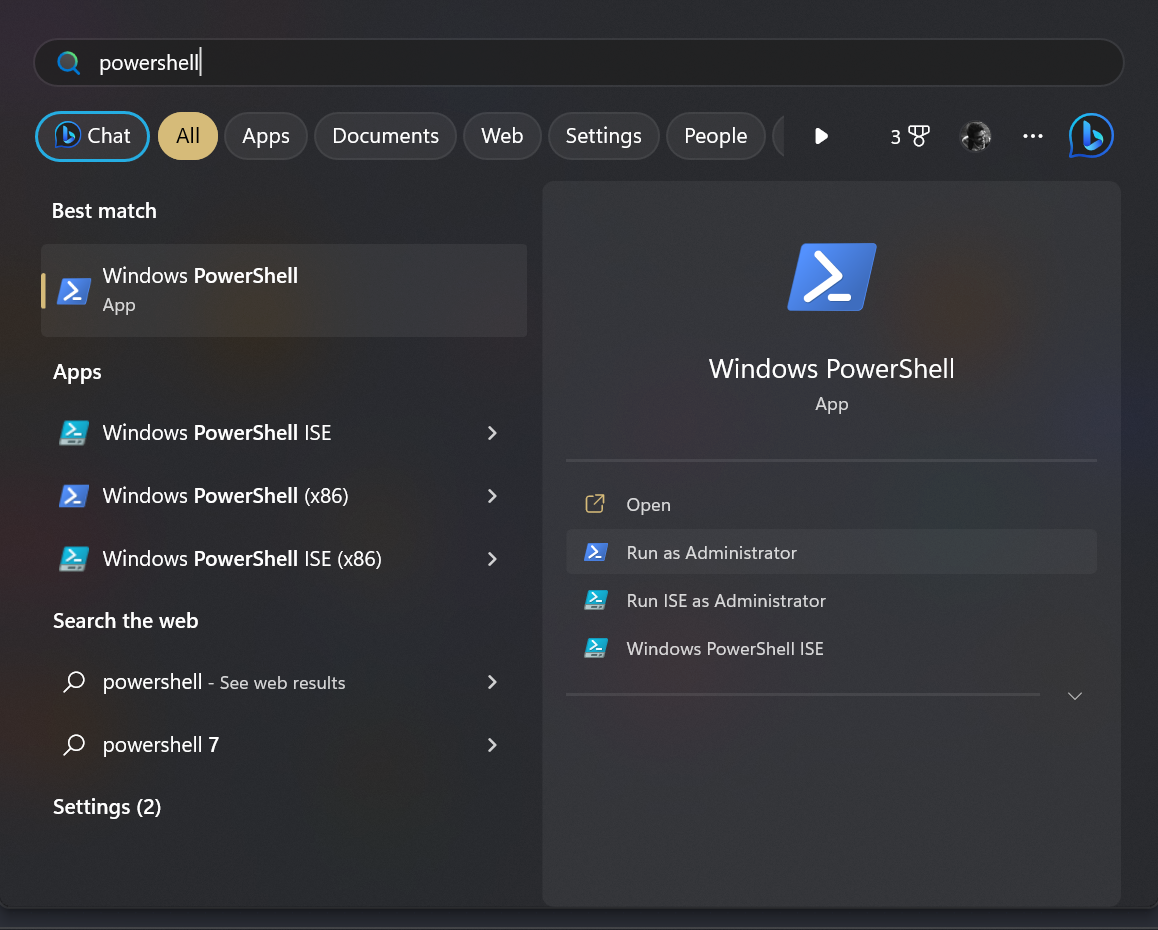 powershell
Chat
All
Apps
Documents
Web
Settings
People
3
Best match
Windows PowerShell
App
Apps
Windows PowerShell ISE
Windows PowerShell (x86)
Windows PowerShell ISE (x86)
Search the web
powershell - See web results
powershell 7
Settings (2)
Windows PowerShell
App
Open
Run as Administrator
Run ISE as Administrator
Windows PowerShell ISE